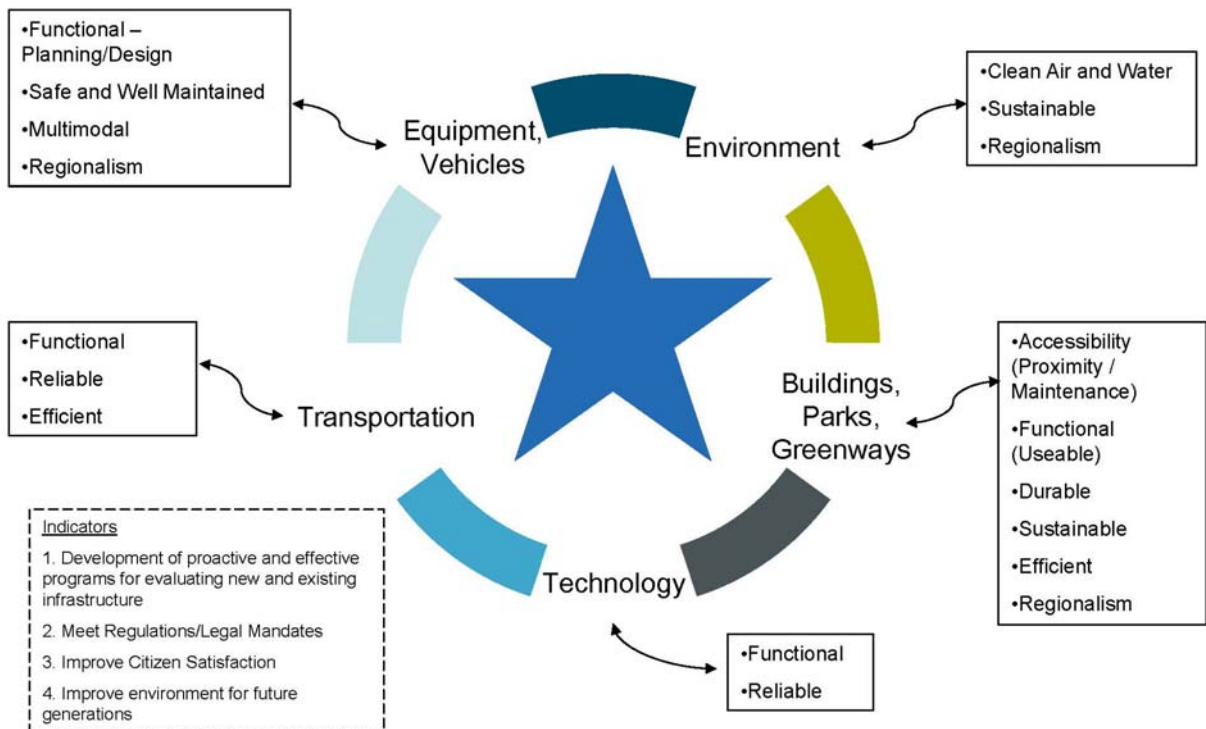 •Functional –
Planning/Design
•Safe and Well Maintained
•Multimodal
•Regionalism
Equipment,
Vehicles
Environment
•Clean Air and Water
•Sustainable
•Regionalism
•Functional
•Reliable
•Efficient
Transportation
Buildings,
Parks,
Greenways
•Accessibility
(Proximity /
Maintenance)
•Functional
(Useable)
•Durable
•Sustainable
•Efficient
•Regionalism
Technology
•Functional
•Reliable
Indicators
1. Development of proactive and effective
programs for evaluating new and existing
infrastructure
2. Meet Regulations/Legal Mandates
3. Improve Citizen Satisfaction
4. Improve environment for future
generations